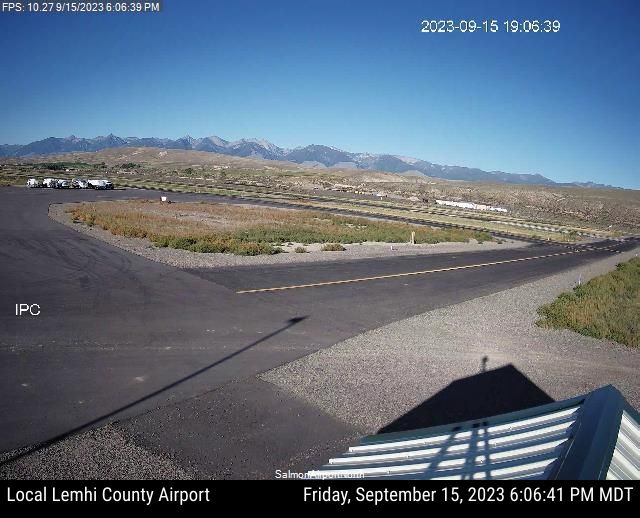 FPS: 10.27 9/15/2023 6:06:39 PM
2023-09-15 19:06:39
IPC
Local Lemhi County Airport
Friday, September 15, 2023 6:06:41 PM MDT